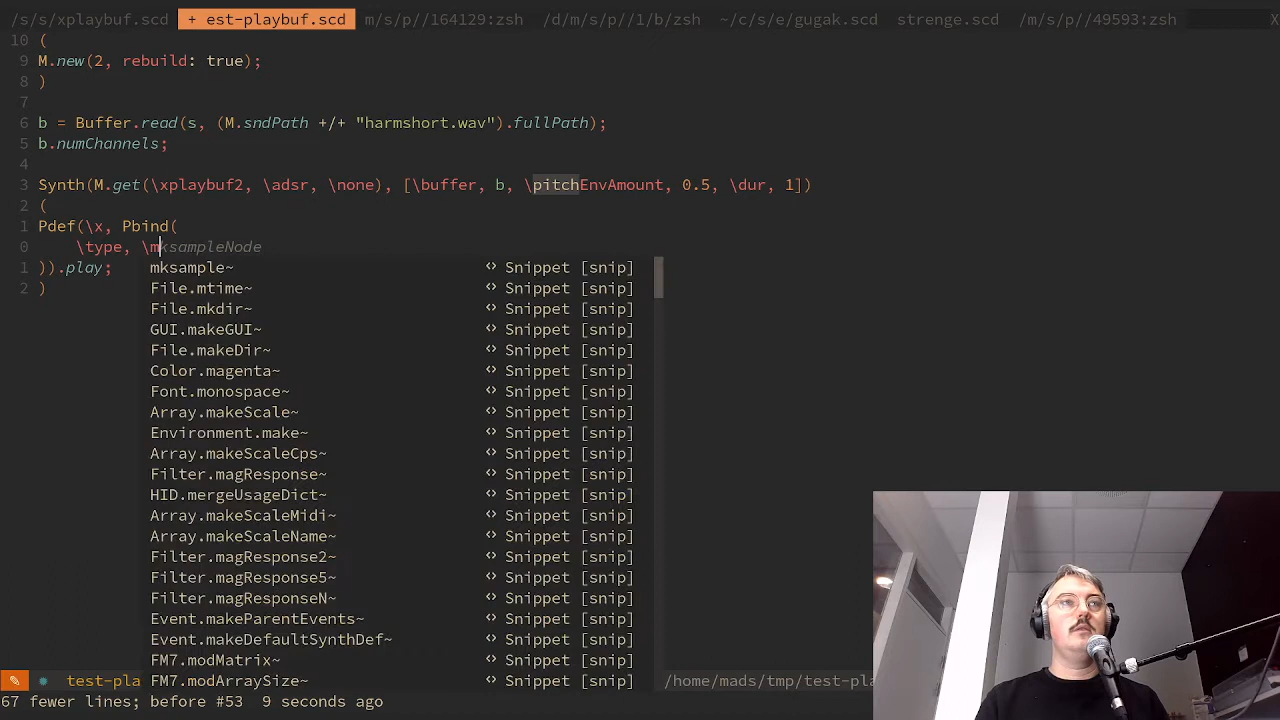 /s/s/xplaybuf.scd + est-playbuf.scd m/s/p//164129:zsh /d/m/s/p//1/b/zsh ~/c/s/e/gugak.scd strenge.scd /m/s/p//49593:zsh X
10 (
9 M.new(2, rebuild: true);
8 )
7
6 b = Buffer.read(s, (M.sndPath +/+ "harmshort.wav").fullPath);
5 b.numChannels;
4
3 Synth(M.get(\xplaybuf2, \adsr, \none), [\buffer, b, \pitchEnvAmount, 0.5, \dur, 1])
2 (
1 Pdef(\x, Pbind(
0 \type, \mksampleNode
1 )).play;
2 )
mksample~ <> Snippet [snip]
File.mtime~ <> Snippet [snip]
File.mkdir~ <> Snippet [snip]
GUI.makeGUI~ <> Snippet [snip]
File.makeDir~ <> Snippet [snip]
Color.magenta~ <> Snippet [snip]
Font.monospace~ <> Snippet [snip]
Array.makeScale~ <> Snippet [snip]
Environment.make~ <> Snippet [snip]
Array.makeScaleCps~ <> Snippet [snip]
Filter.magResponse~ <> Snippet [snip]
HID.mergeUsageDict~ <> Snippet [snip]
Array.makeScaleMidi~ <> Snippet [snip]
Array.makeScaleName~ <> Snippet [snip]
Filter.magResponse2~ <> Snippet [snip]
Filter.magResponse5~ <> Snippet [snip]
Filter.magResponseN~ <> Snippet [snip]
Event.makeParentEvents~ <> Snippet [snip]
Event.makeDefaultSynthDef~ <> Snippet [snip]
FM7.modMatrix~ <> Snippet [snip]
FM7.modArraySize~ <> Snippet [snip]
test-pla /home/mads/tmp/test-pla
67 fewer lines; before #53 9 seconds ago